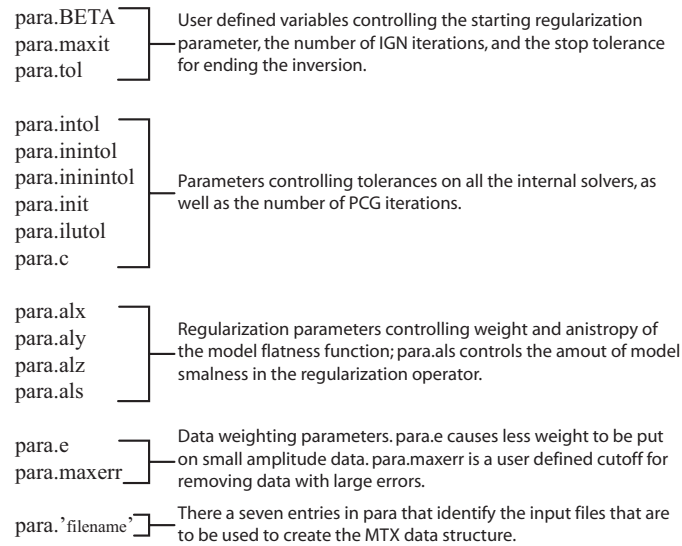 para.BETA
para.maxit
para.tol
User defined variables controlling the starting regularization
parameter, the number of IGN iterations, and the stop tolerance
for ending the inversion.
para.intol
para.inintol
para.ininintol
para.init
para.ilutol
para.c
Parameters controlling tolerances on all the internal solvers, as
well as the number of PCG iterations.
para.alx
para.aly
para.alz
para.als
Regularization parameters controlling weight and anistropy of
the model flatness function; para.als controls the amout of model
smalness in the regularization operator.
para.e
para.maxerr
Data weighting parameters. para.e causes less weight to be put
on small amplitude data. para.maxerr is a user defined cutoff for
removing data with large errors.
para.’filename’
There a seven entries in para that identify the input files that are
to be used to create the MTX data structure.